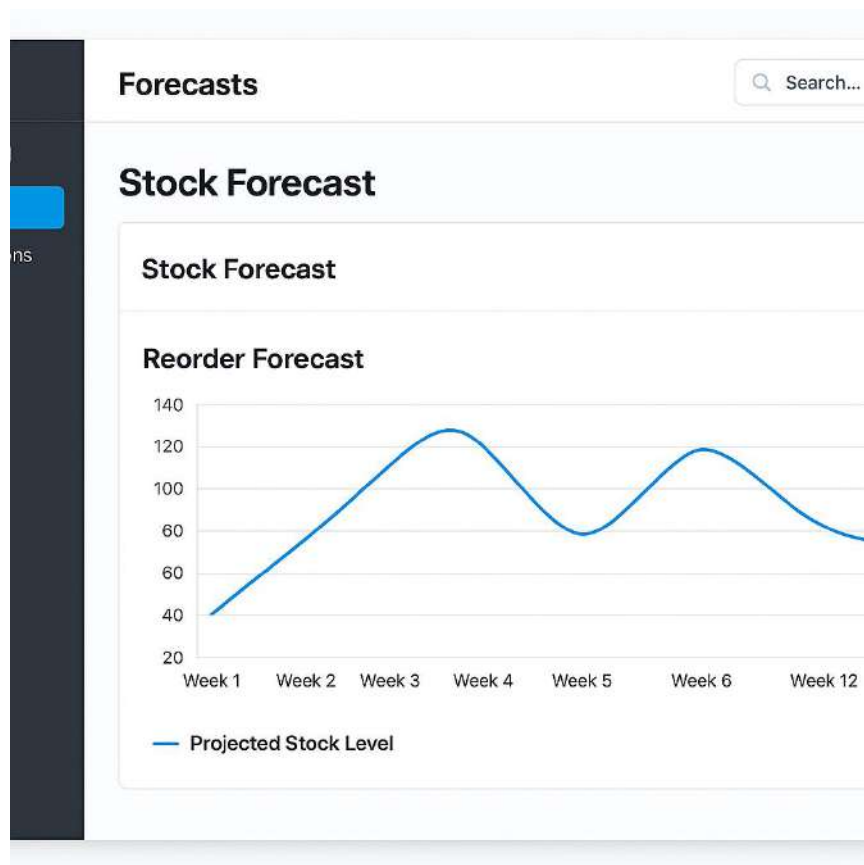 Forecasts
Search...
ns
Stock Forecast
Stock Forecast
Reorder Forecast
140
120
100
60
60
40
20
Week 1 Week 2 Week 3 Week 4 Week 5 Week 6 Week 12
Projected Stock Level